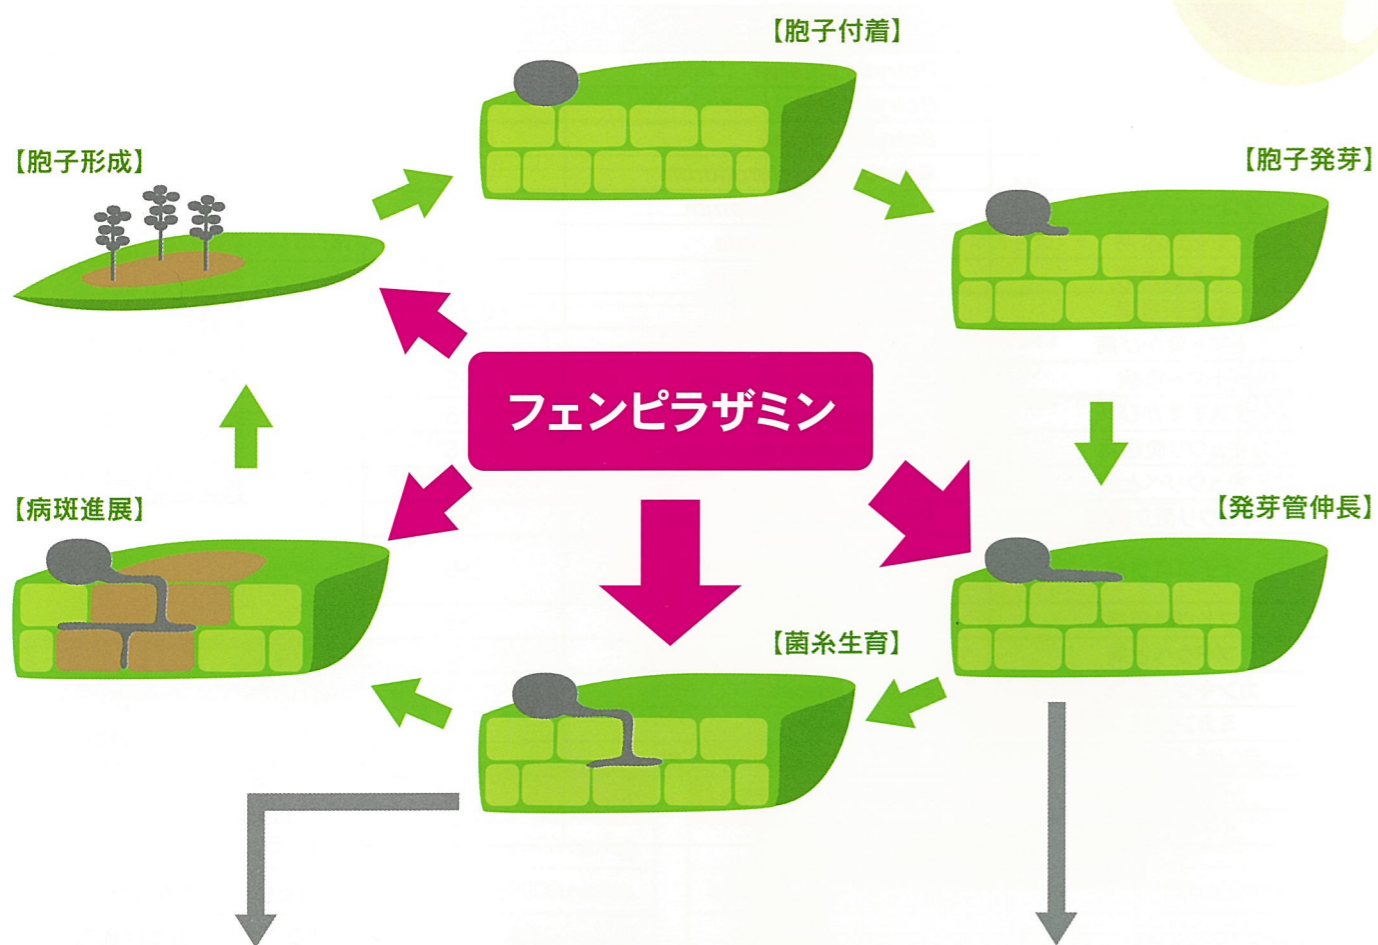 【胞子付着】
【胞子形成】
【胞子発芽】
フェンピラザミン
【病斑進展】
【発芽管伸長】
【菌糸生育】